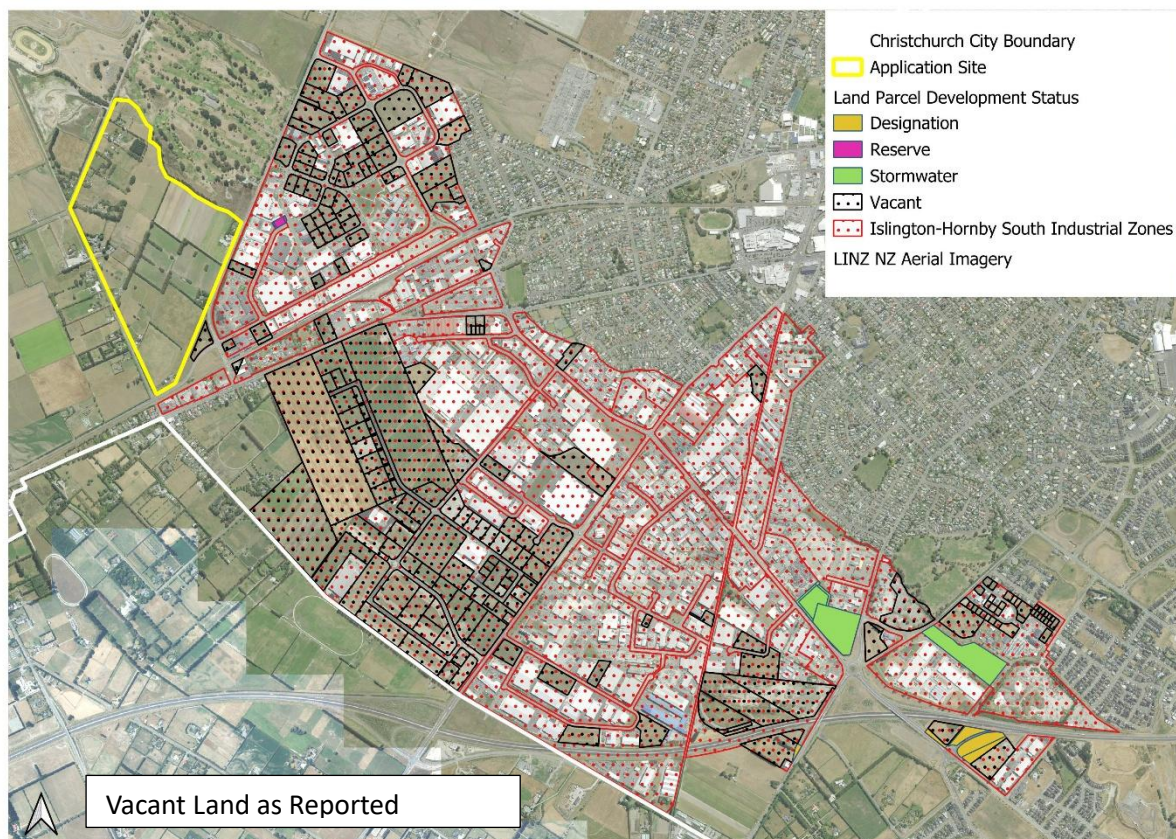 Christchurch City Boundary
Application Site
Land Parcel Development Status
Designation
Reserve
Stormwater
Vacant
Islington-Hornby South Industrial Zones
LINZ NZ Aerial Imagery
Vacant Land as Reported